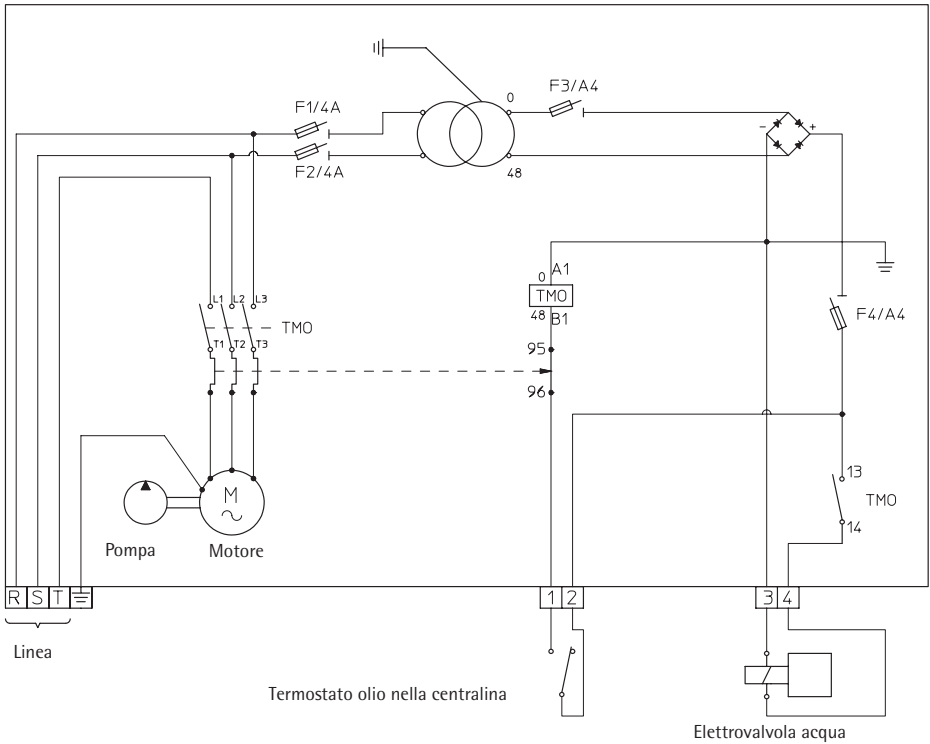 F1/4A
F2/4A
0
48
F3/A4
-
+
0
A1
TMO
48
B1
95
96
F4/A4
L1
L2
L3
TMO
T1
T2
T3
13
TMO
14
M
Pompa
Motore
R S T
1 2
3 4
Linea
Termostato olio nella centralina
Elettrovalvola acqua